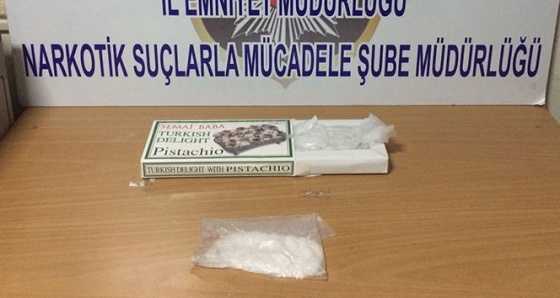 İL EMNİYET MÜDÜRLÜĞÜ
NARKOTİK SUÇLARLA MÜCADELE ŞUBE MÜDÜRLÜĞÜ
SEMAİ BABA
TURKISH
DELIGHT
Pistachio
TURKISH DELIGHT WITH PISTACHIO